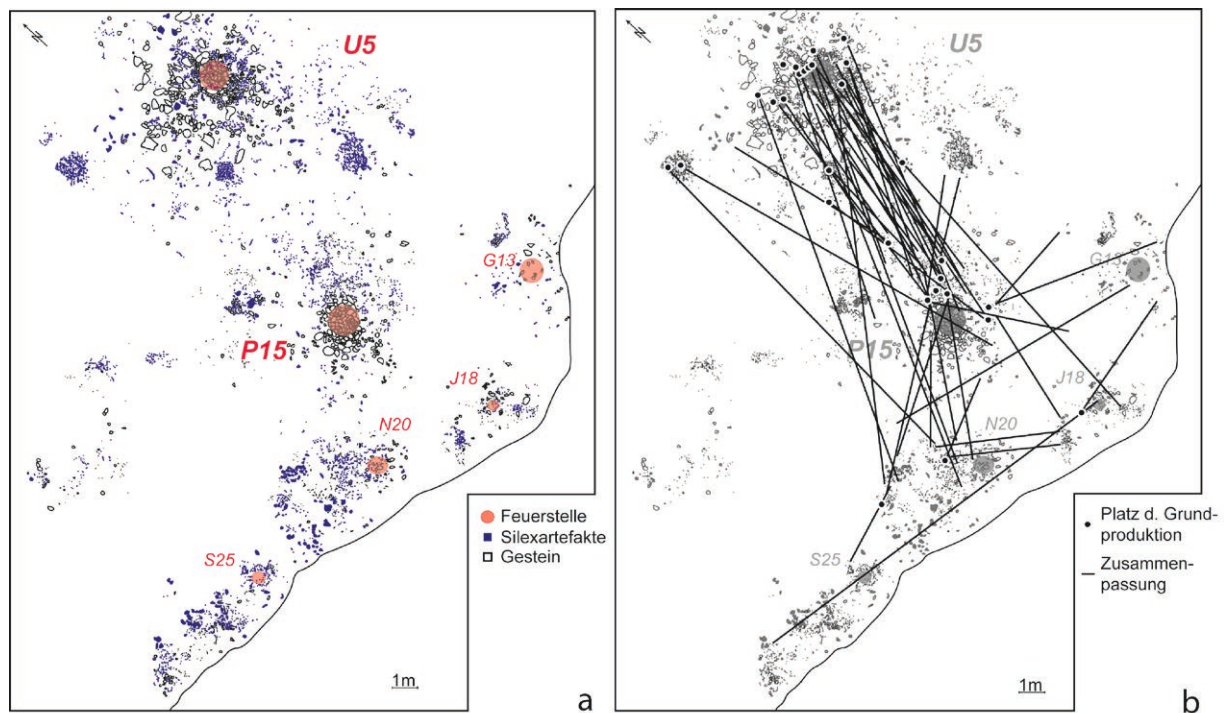 N
U5
G13
P15
J18
N20
Feuerstelle
Silexartefakte
Gestein
S25
1m
a
N
U5
G13
P15
J18
N20
Platz d. Grund-
produktion
Zusammen-
passung
S25
1m
b